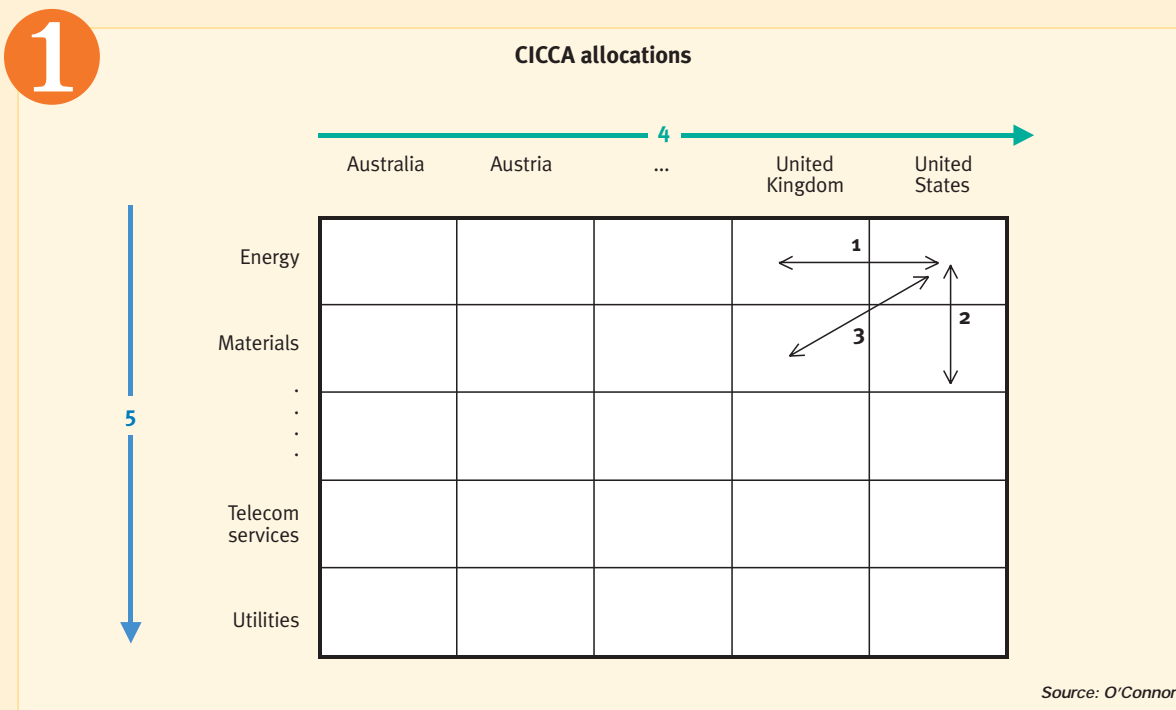 1
CICCA allocations
4
Australia
Austria
...
United
Kingdom
United
States
Energy
1
2
Materials
3
.
.
.
.
5
Telecom
services
Utilities
Source: O'Connor